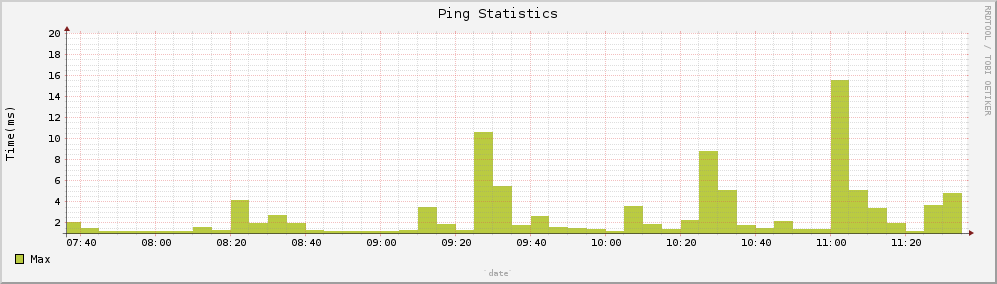 Ping Statistics
RRDTOOL / TOBI OETIKER
Time(ms)
20
18
16
14
12
10
8
6
4
2
07:40 08:00 08:20 08:40 09:00 09:20 09:40 10:00 10:20 10:40 11:00 11:20
Max
`date`